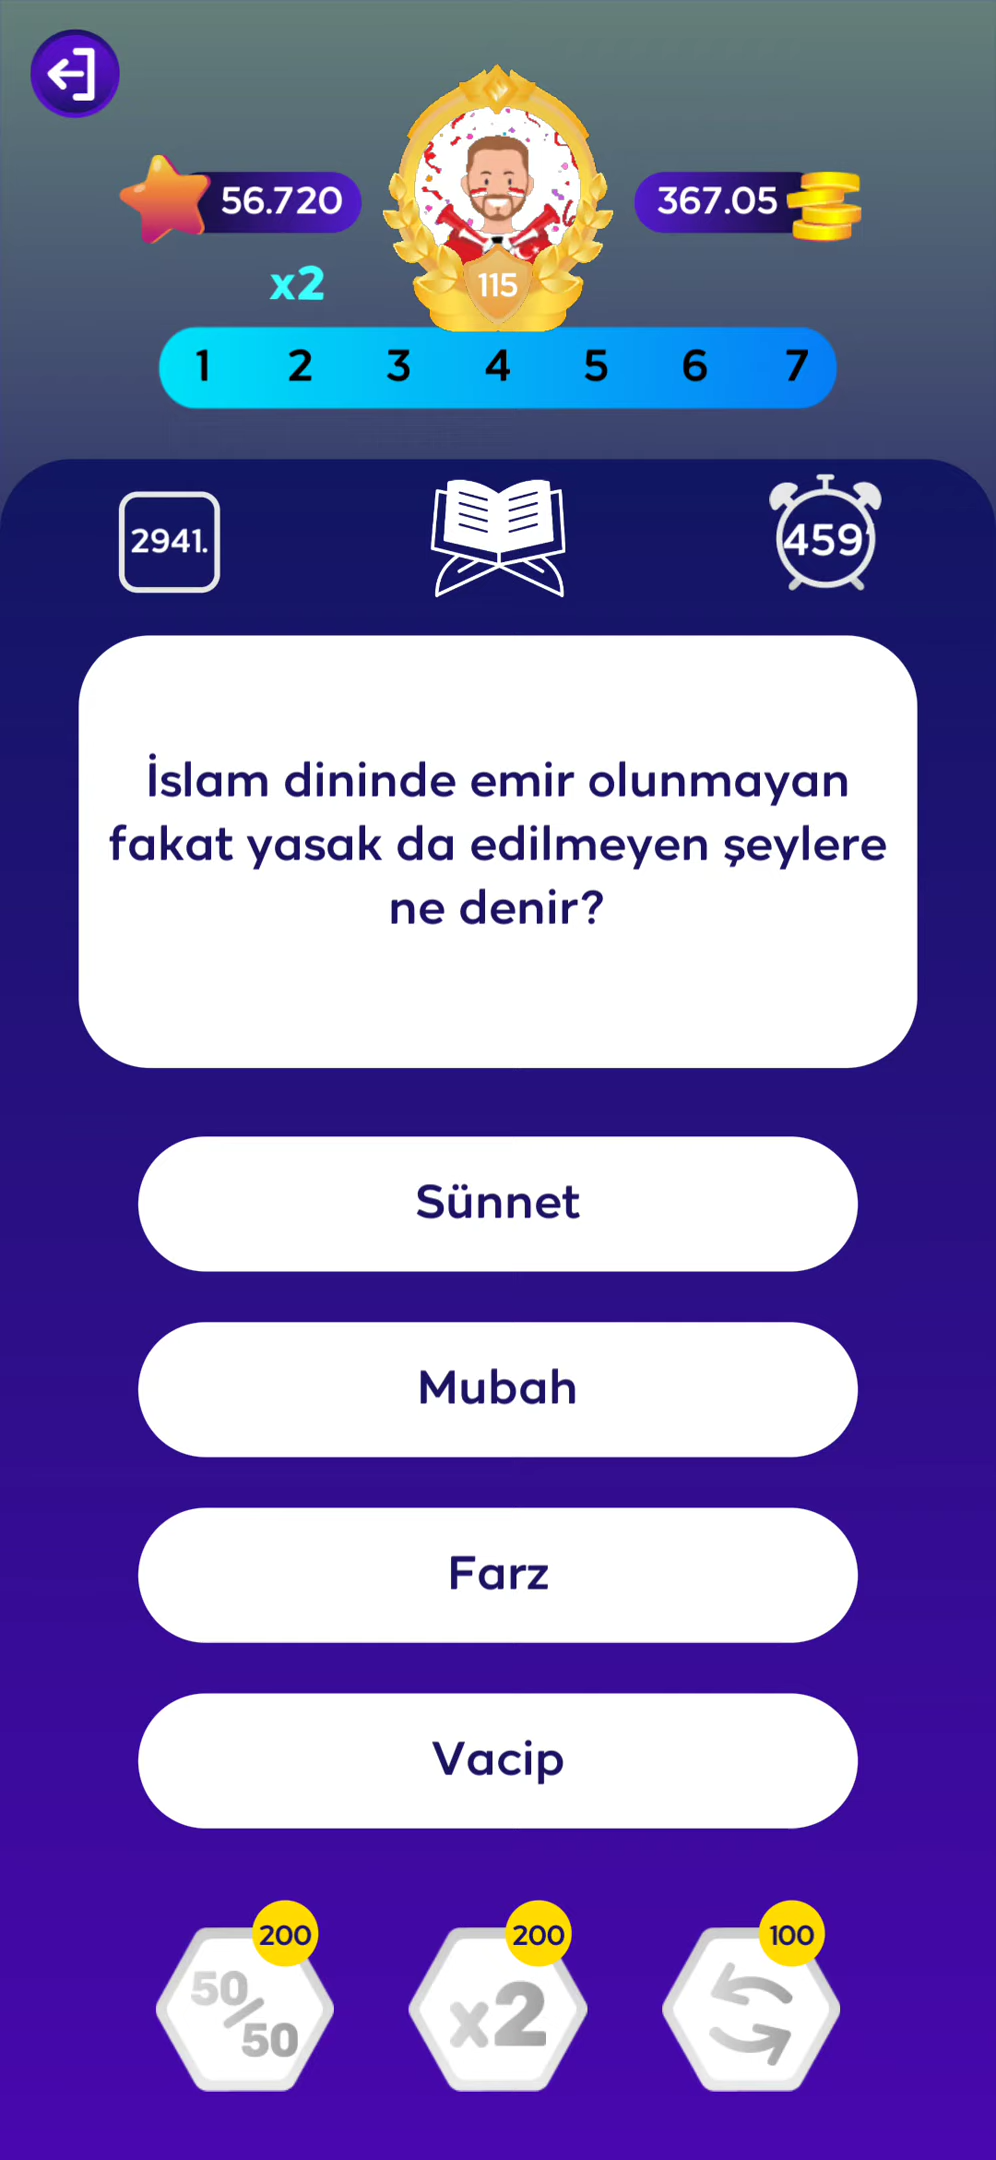 56.720
367.05
x2
115
1 2 3 4 5 6 7
2941.
459
İslam dininde emir olunmayan
fakat yasak da edilmeyen şeylere
ne denir?
Sünnet
Mubah
Farz
Vacip
200
200
100
50/50
x2